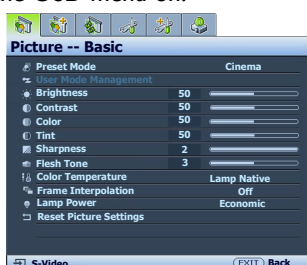 Picture -- Basic
Preset Mode Cinema
User Mode Management
Brightness 50
Contrast 50
Color 50
Tint 50
Sharpness 2
Flesh Tone 3
Color Temperature Lamp Native
Frame Interpolation Off
Lamp Power Economic
Reset Picture Settings
S-Video EXIT Back